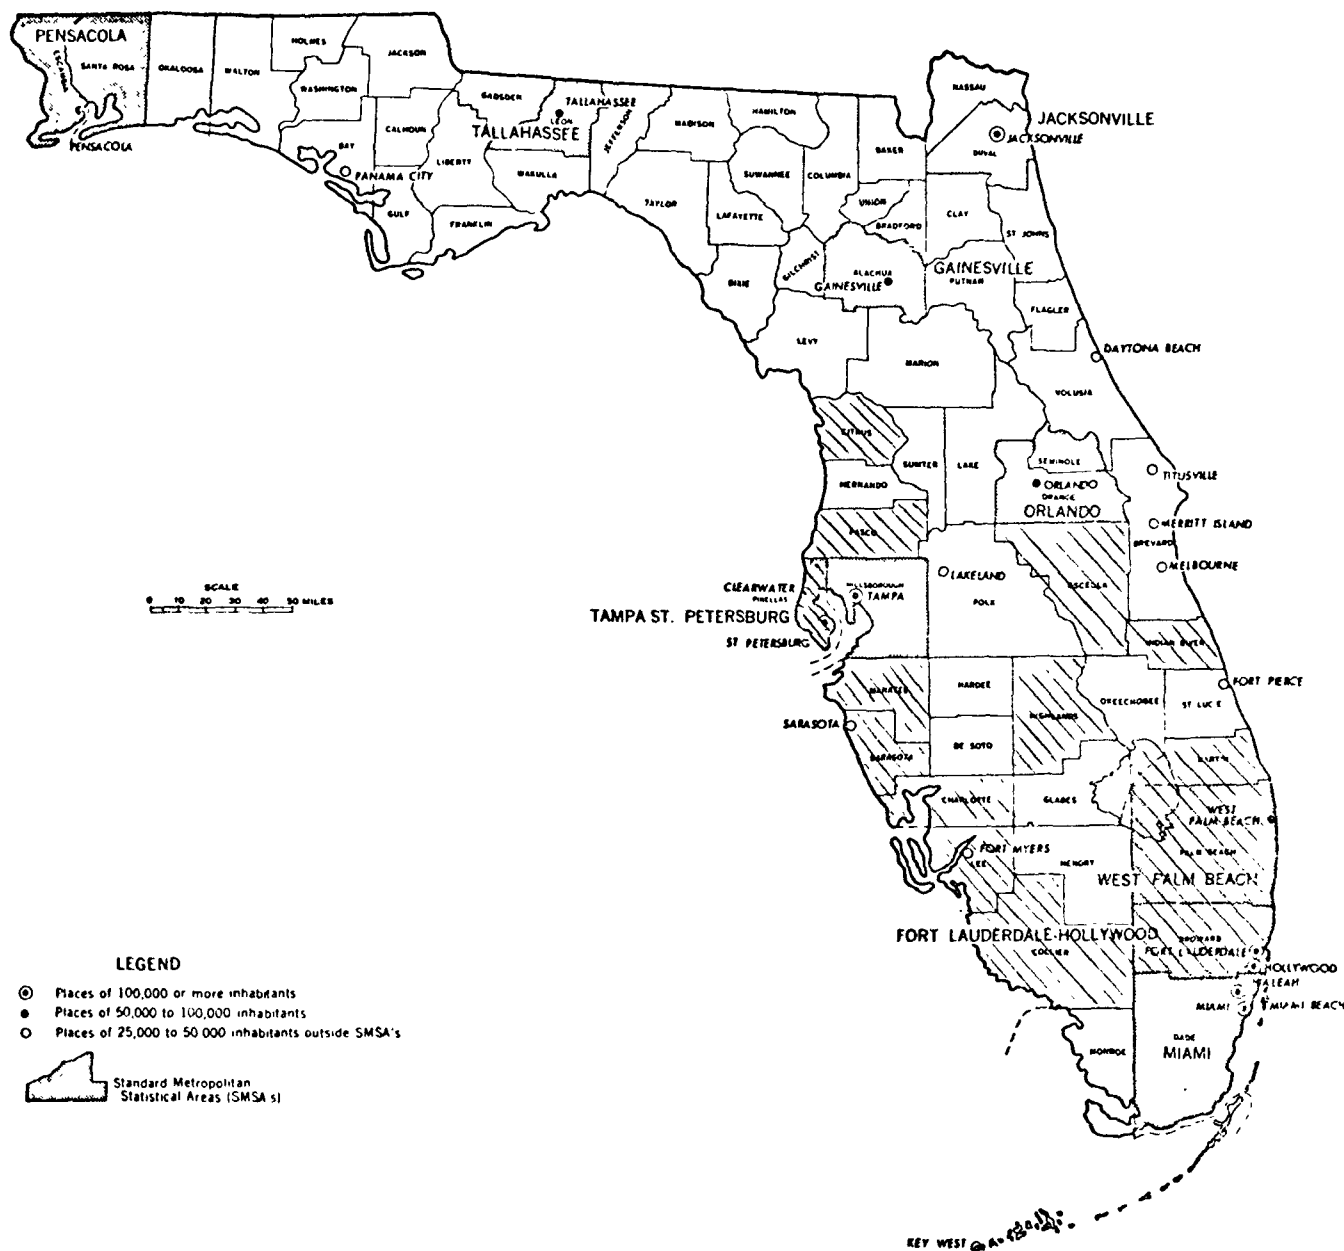 PENSACOLA
ESCAMBIA
SANTA ROSA
OKALOOSA
WALTON
HOLMES
JACKSON
WASHINGTON
PENSACOLA
BAY
PANAMA CITY
CALHOUN
GULF
LIBERTY
GADSDEN
TALLAHASSEE
LEON
TALLAHASSEE
WAKULLA
FRANKLIN
JEFFERSON
MADISON
TAYLOR
HAMILTON
SUWANNEE
LAFAYETTE
DIXIE
COLUMBIA
GILCHRIST
BAKER
UNION
BRADFORD
NASSAU
JACKSONVILLE
JACKSONVILLE
DUVAL
CLAY
ST JOHNS
ALACHUA
GAINESVILLE
GAINESVILLE
PUTNAM
FLAGLER
LEVY
MARION
DAYTONA BEACH
VOLUSIA
CITRUS
SUMTER
LAKE
SEMINOLE
TITUSVILLE
HERNANDO
ORLANDO
ORANGE
ORLANDO
MERRITT ISLAND
BREVARD
PASCO
MELBOURNE
LAKELAND
POLK
OSCEOLA
CLEARWATER
PINELLAS
HILLSBOROUGH
TAMPA
TAMPA ST. PETERSBURG
ST PETERSBURG
INDIAN RIVER
SCALE
0 10 20 30 40 50 MILES
MANATEE
HARDEE
HIGHLANDS
OKEECHOBEE
FORT PIERCE
ST LUCIE
SARASOTA
SARASOTA
DE SOTO
MARTIN
CHARLOTTE
GLADES
WEST
PALM BEACH
PALM BEACH
FORT MYERS
LEE
HENDRY
WEST PALM BEACH
FORT LAUDERDALE-HOLLYWOOD
COLLIER
BROWARD
FORT LAUDERDALE
HOLLYWOOD
ALEAH
MIAMI
MIAMI BEACH
DADE
MIAMI
MONROE
KEY WEST
LEGEND
Places of 100,000 or more inhabitants
Places of 50,000 to 100,000 inhabitants
Places of 25,000 to 50 000 inhabitants outside SMSA's
Standard Metropolitan
Statistical Areas (SMSA s)